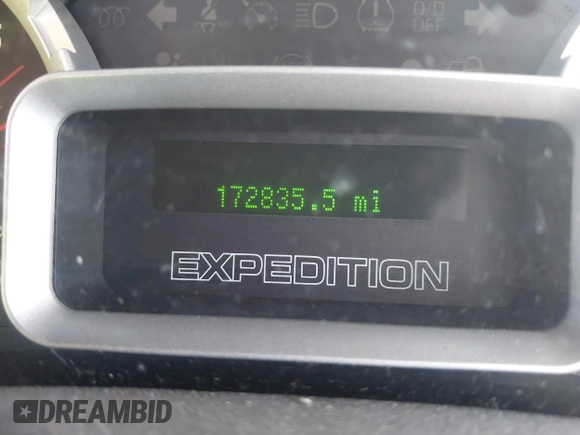 O/D
OFF
172835.5 mi
EXPEDITION
DREAMBID